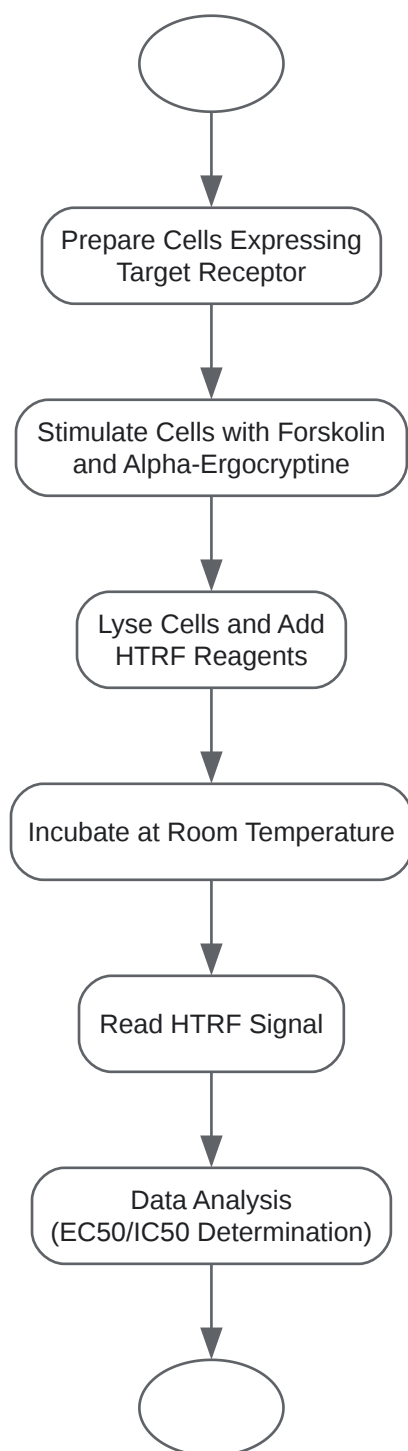 Prepare Cells Expressing
Target Receptor
Stimulate Cells with Forskolin
and Alpha-Ergocryptine
Lyse Cells and Add
HTRF Reagents
Incubate at Room Temperature
Read HTRF Signal
Data Analysis
(EC50/IC50 Determination)